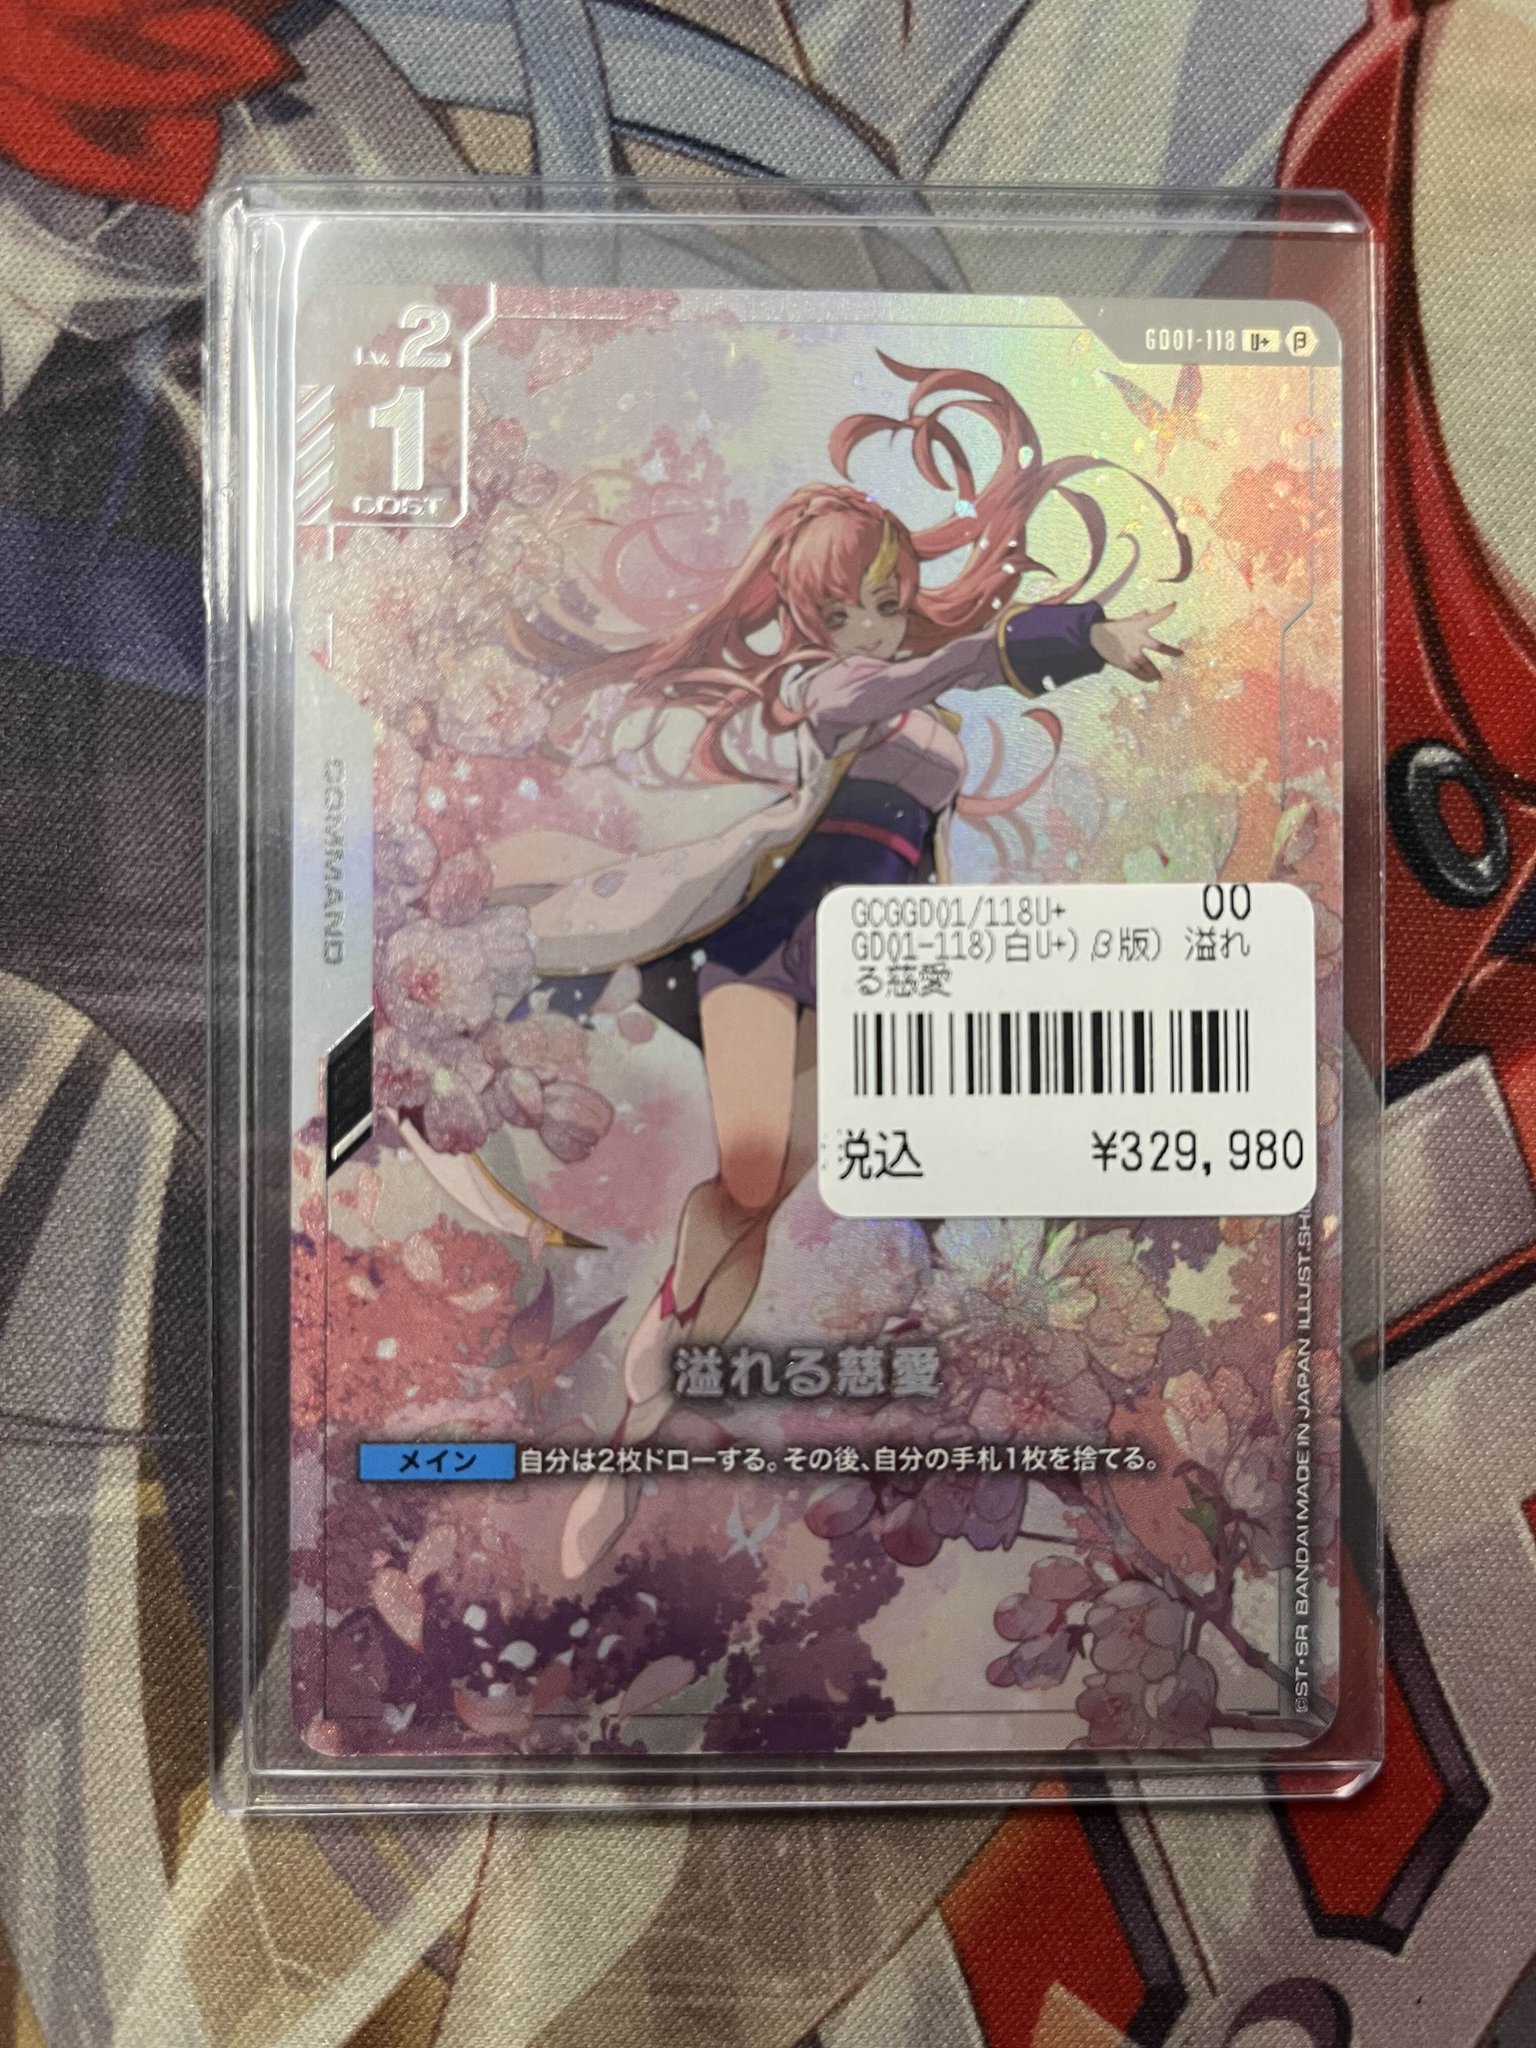 Lv. 2
1
COST
GD01-118 U+ β
COMMAND
GCGGD01/118U+ 00
GD01-118)白U+)β版) 溢れ
る慈愛
税込 ¥329,980
溢れる慈愛
メイン 自分は2枚ドローする。その後、自分の手札1枚を捨てる。
©ST・SR BANDAI MADE IN JAPAN ILLUST.